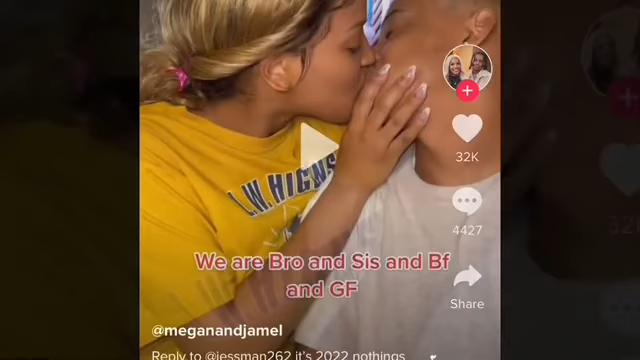 L.W. HIGH
32K
4427
We are Bro and Sis and Bf
and GF
Share
@meganandjamel
Reply to @jessman262 it's 2022 nothings